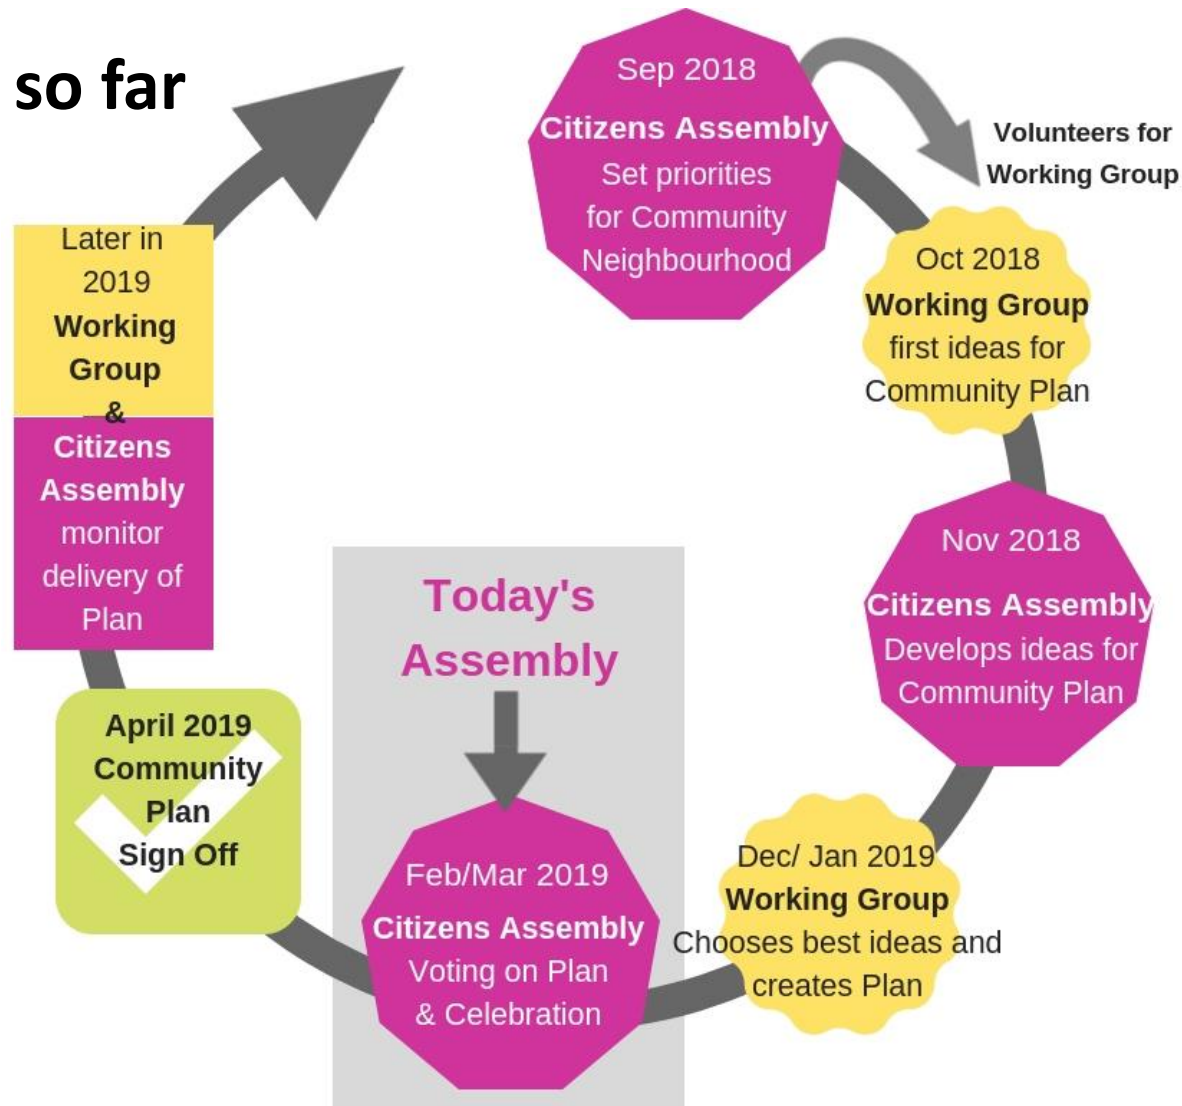 so far
Sep 2018
Citizens Assembly
Set priorities
for Community
Neighbourhood
Volunteers for
Working Group
Oct 2018
Working Group
first ideas for
Community Plan
Nov 2018
Citizens Assembly
Develops ideas for
Community Plan
Dec/ Jan 2019
Working Group
Chooses best ideas and
creates Plan
Today's
Assembly
Feb/Mar 2019
Citizens Assembly
Voting on Plan
& Celebration
April 2019
Community
Plan
Sign Off
Later in
2019
Working
Group
&
Citizens
Assembly
monitor
delivery of
Plan